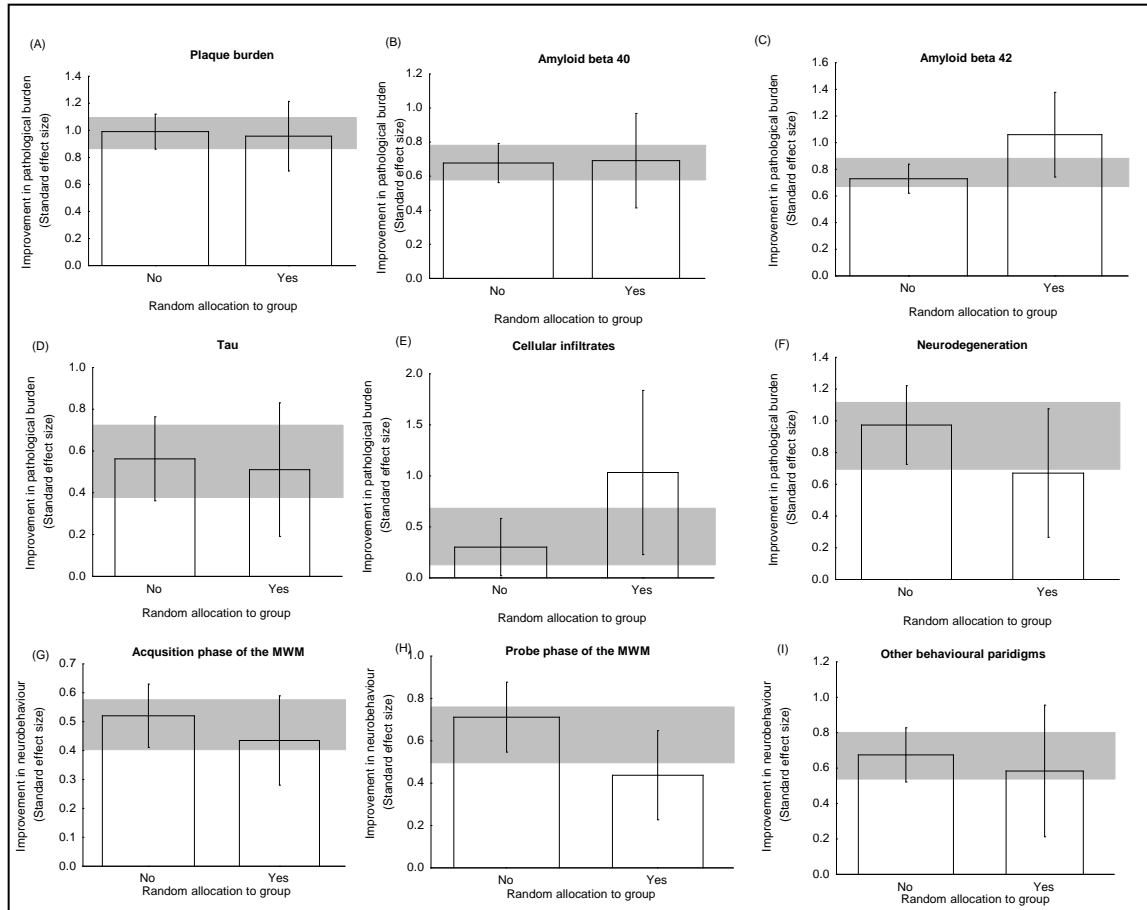 (A)
Plaque burden
Improvement in pathological burden
(Standard effect size)
1.4
1.2
1.0
0.8
0.6
0.4
0.2
0.0
No
Yes
Random allocation to group
(B)
Amyloid beta 40
Improvement in pathological burden
(Standard effect size)
1.2
1.0
0.8
0.6
0.4
0.2
0.0
No
Yes
Random allocation to group
(C)
Amyloid beta 42
Improvement in pathological burden
(Standard effect size)
1.6
1.4
1.2
1.0
0.8
0.6
0.4
0.2
0.0
No
Yes
Random allocation to group
(D)
Tau
Improvement in pathological burden
(Standard effect size)
1.0
0.8
0.6
0.4
0.2
0.0
No
Yes
Random allocation to group
(E)
Cellular infiltrates
Improvement in pathological burden
(Standard effect size)
2.0
1.5
1.0
0.5
0.0
No
Yes
Random allocation to group
(F)
Neurodegeneration
Improvement in pathological burden
(Standard effect size)
1.4
1.2
1.0
0.8
0.6
0.4
0.2
0.0
No
Yes
Random allocation to group
(G)
Acqusition phase of the MWM
Improvement in neurobehaviour
(Standard effect size)
0.7
0.6
0.5
0.4
0.3
0.2
0.1
0.0
No
Yes
Random allocation to group
(H)
Probe phase of the MWM
Improvement in neurobehaviour
(Standard effect size)
1.0
0.8
0.6
0.4
0.2
0.0
No
Yes
Random allocation to group
(I)
Other behavioural paridigms
Improvement in neurobehaviour
(Standard effect size)
1.2
1.0
0.8
0.6
0.4
0.2
0.0
No
Yes
Random allocation to group